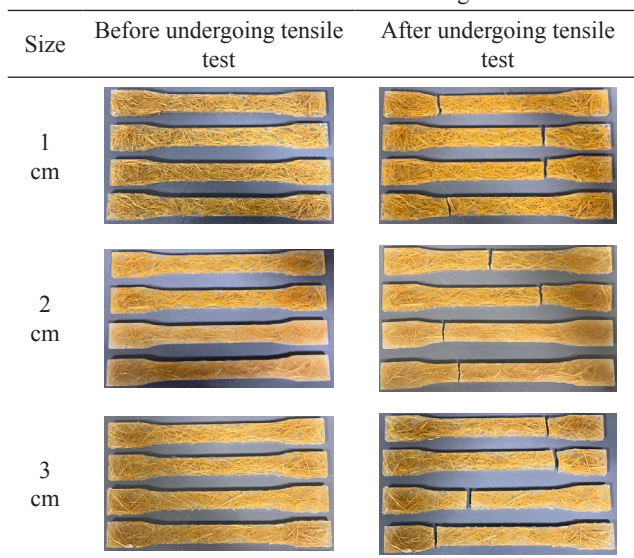 Size
Before undergoing tensile
test
After undergoing tensile
test
1
cm
2
cm
3
cm